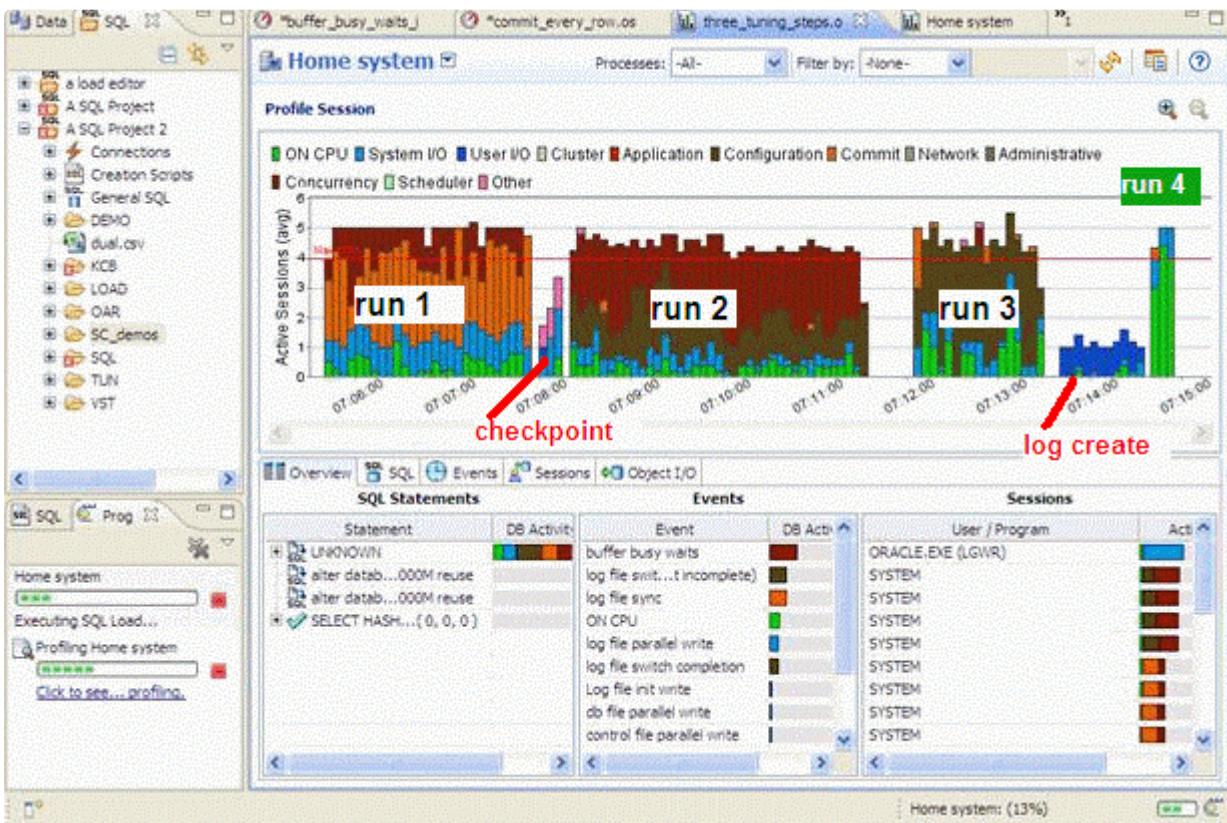 Data SQL
*buffer_busy_waits_i *commit_every_row.os three_tuning_steps.o Home system »1
a load editor
A SQL Project
A SQL Project 2
Connections
Creation Scripts
General SQL
DEMO
dual.csv
KCB
LOAD
OAR
SC_demos
SQL
TUN
VST
Home system Processes: -All- Filter by: -None-
Profile Session
ON CPU System I/O User I/O Cluster Application Configuration Commit Network Administrative
Concurrency Scheduler Other
run 4
Active Sessions (avg)
6
5
4
3
2
1
0
run 1
run 2
run 3
07:06:00 07:07:00 07:08:00 07:09:00 07:10:00 07:11:00 07:12:00 07:13:00 07:14:00 07:15:00
checkpoint
log create
Overview SQL Events Sessions Object I/O
SQL Statements
Statement DB Activity
UNKNOWN
alter datab...000M reuse
alter datab...000M reuse
SELECT HASH...( 0, 0, 0 )
Events
Event DB Acti
buffer busy waits
log file swit...t incomplete)
log file sync
ON CPU
log file parallel write
log file switch completion
Log file init write
db file parallel write
control file parallel write
Sessions
User / Program Acti
ORACLE.EXE (LGWR)
SYSTEM
SYSTEM
SYSTEM
SYSTEM
SYSTEM
SYSTEM
SYSTEM
SYSTEM
SQL Prog
Home system
Executing SQL Load...
Profiling Home system
Click to see... profiling.
Home system: (13%)